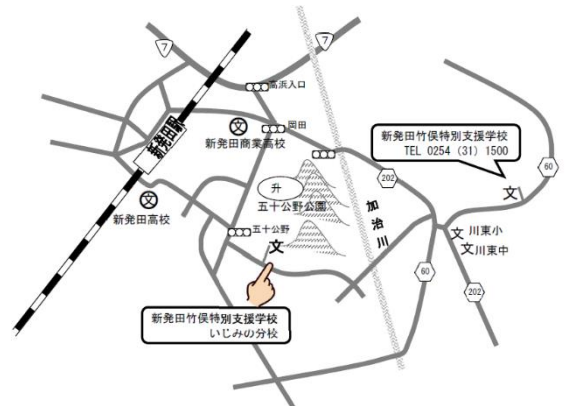 7
7
高浜入口
新発田駅
文
新発田商業高校
岡田
新発田竹俣特別支援学校
TEL 0254 (31) 1500
60
文
202
升
五十公野公園
加治川
文
新発田高校
五十公野
文
文 川東小
文 川東中
60
202
新発田竹俣特別支援学校
いじみの分校